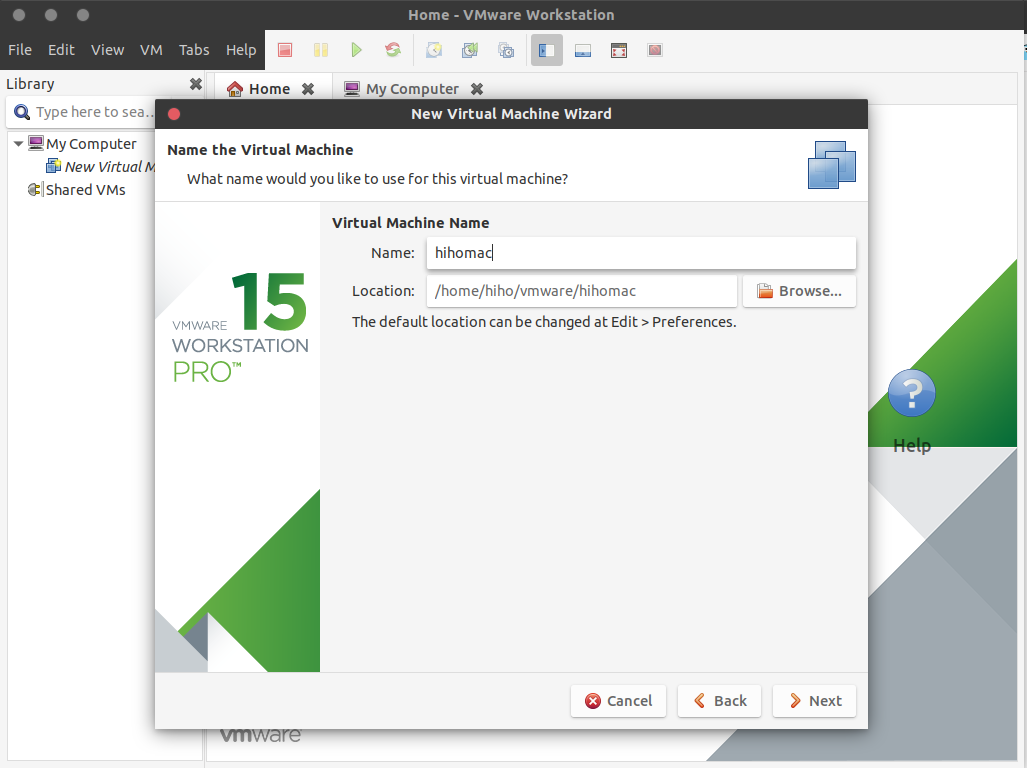 Home - VMware Workstation
File Edit View VM Tabs Help
Library
Home
My Computer
Type here to sea...
My Computer
New Virtual M
Shared VMs
New Virtual Machine Wizard
Name the Virtual Machine
What name would you like to use for this virtual machine?
Virtual Machine Name
Name: hihomac
Location: /home/hiho/vmware/hihomac
Browse...
The default location can be changed at Edit > Preferences.
15
VMWARE
WORKSTATION
PRO™
?
Help
Cancel
Back
Next
vmware